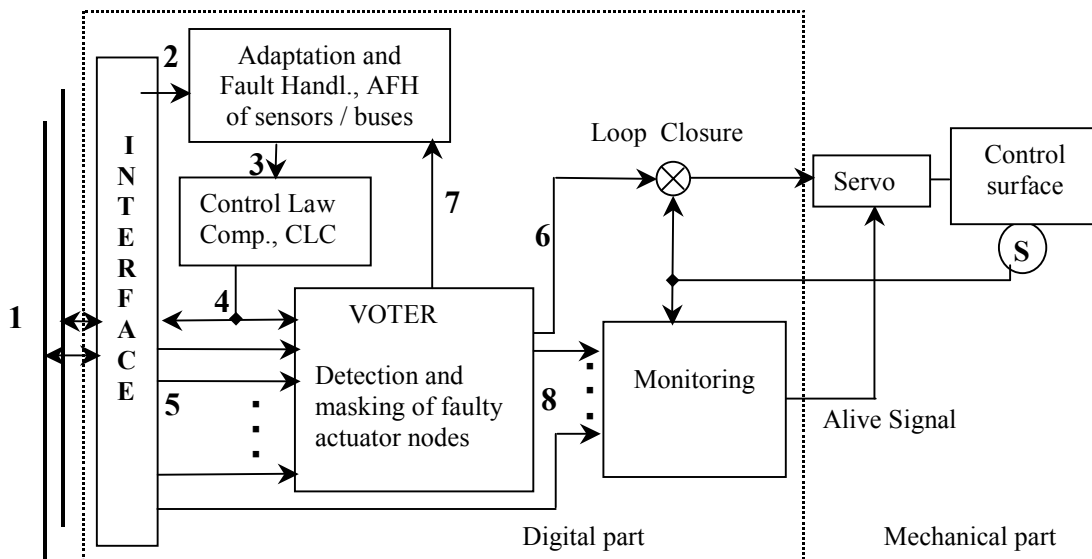 2
Adaptation and
Fault Handl., AFH
of sensors / buses
INTERFACE
3
7
Control Law
Comp., CLC
Loop Closure
Servo
Control
surface
S
6
1
4
VOTER
Detection and
masking of faulty
actuator nodes
5
8
Monitoring
Alive Signal
Digital part
Mechanical part